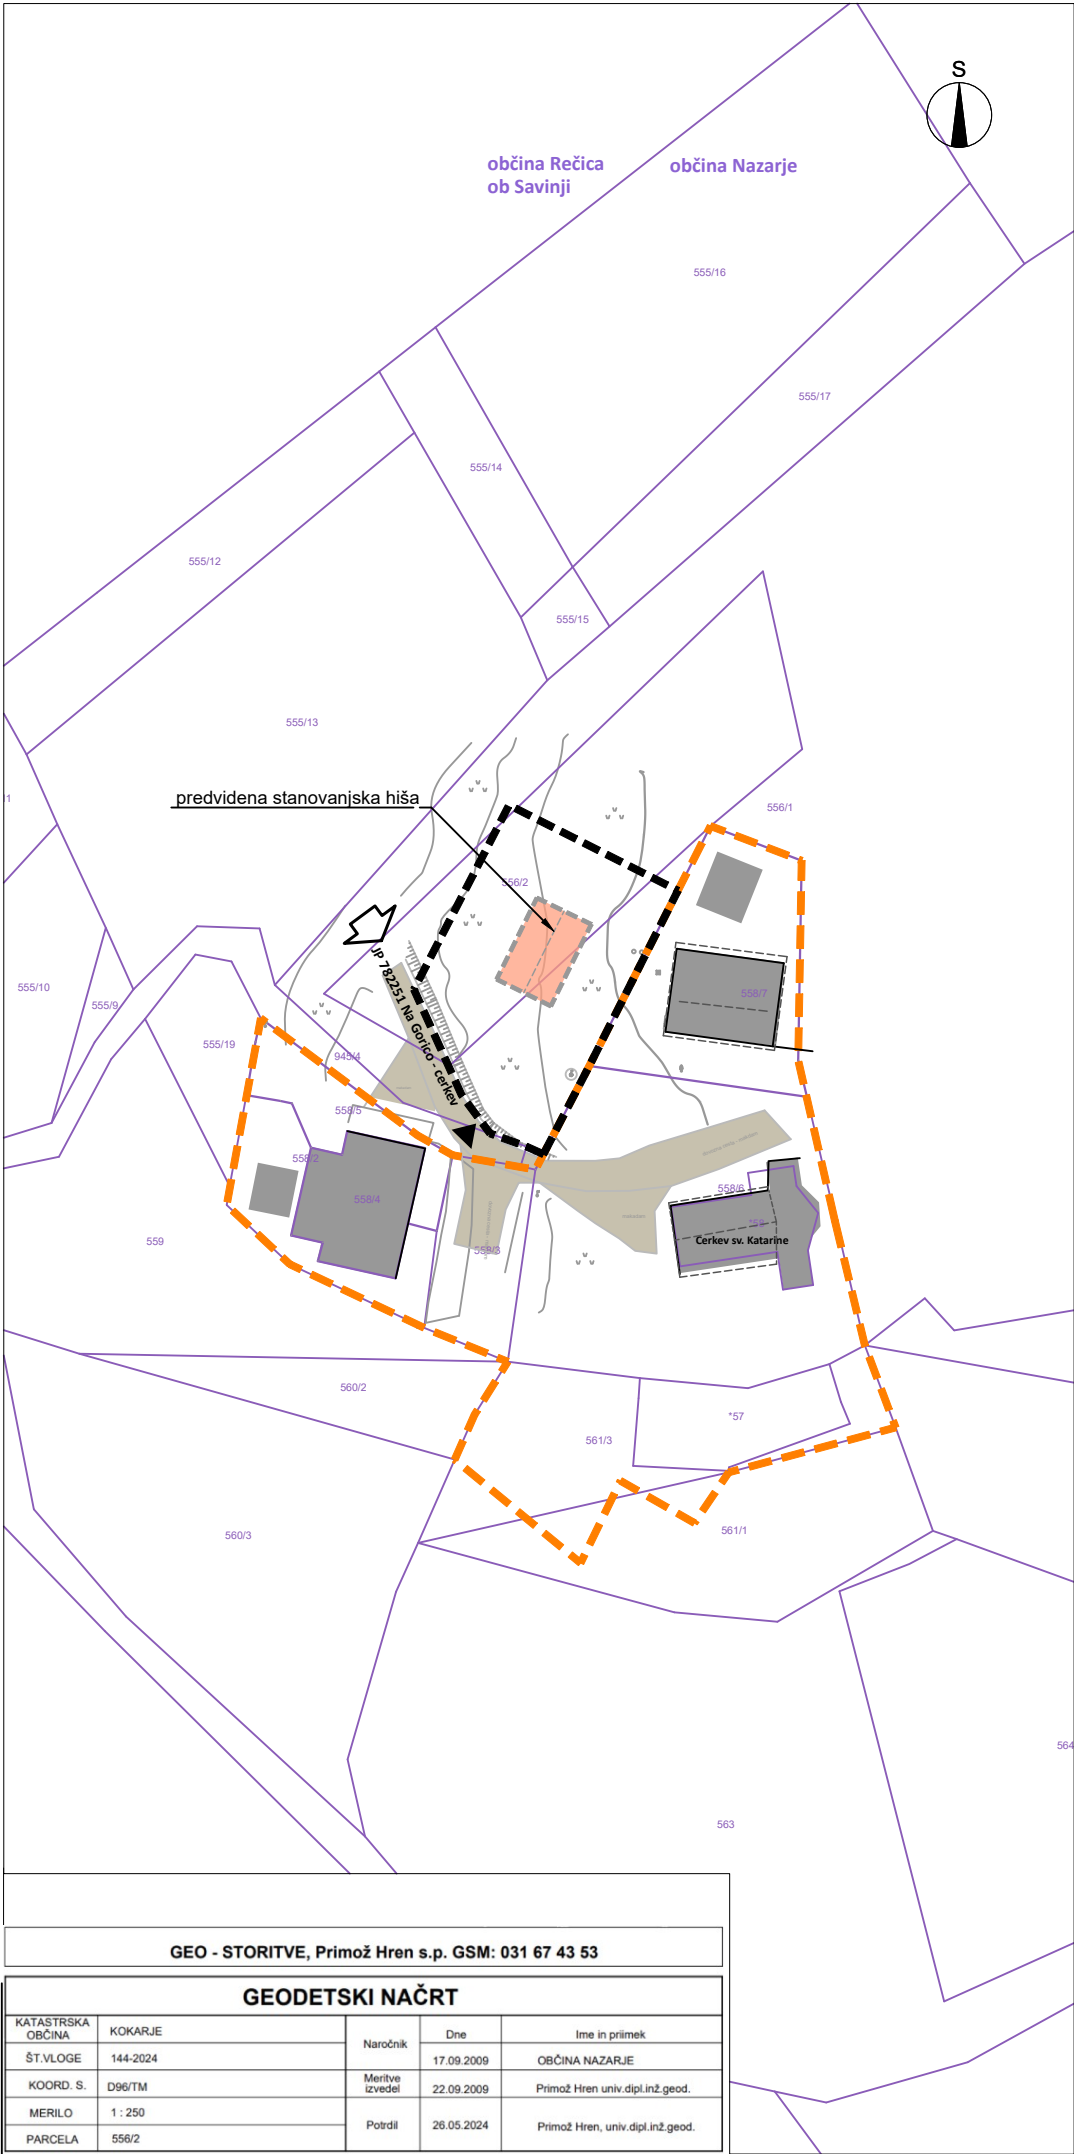 S
občina Rečica
ob Savinji
občina Nazarje
555/16
555/17
555/14
555/12
555/15
555/13
predvidena stanovanjska hiša
556/1
556/2
555/10
555/9
555/19
JP 782251 Na Gorico - cerkev
945/4
558/7
558/5
558/2
558/4
558/6
*58
Cerkev sv. Katarine
558/3
559
560/2
*57
561/3
560/3
561/1
564
563
GEO - STORITVE, Primož Hren s.p. GSM: 031 67 43 53
GEODETSKI NAČRT
KATASTRSKA OBČINA KOKARJE
Naročnik Dne Ime in priimek
ŠT.VLOGE 144-2024
17.09.2009 OBČINA NAZARJE
KOORD. S. D96/TM
Meritve izvedel 22.09.2009 Primož Hren univ.dipl.inž.geod.
MERILO 1 : 250
Potrdil 26.05.2024 Primož Hren, univ.dipl.inž.geod.
PARCELA 556/2